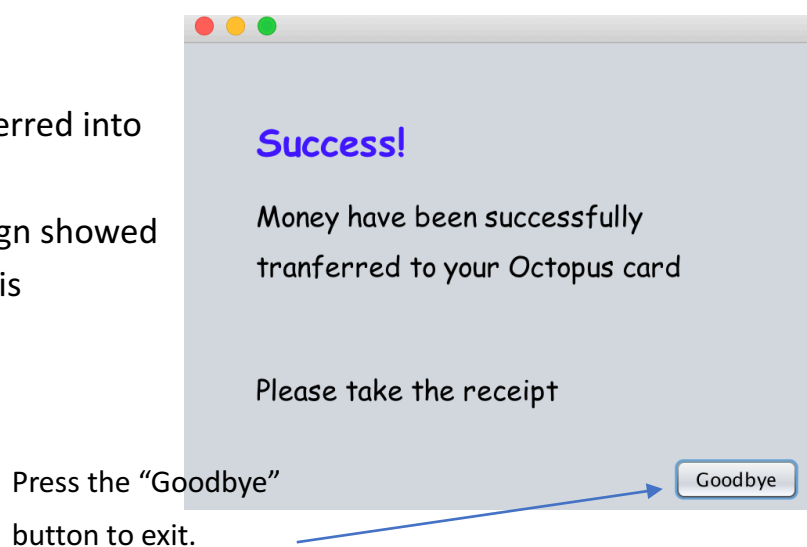 erred into
gn showed
is
Success!
Money have been successfully
tranferred to your Octopus card
Please take the receipt
Goodbye
Press the “Goodbye”
button to exit.